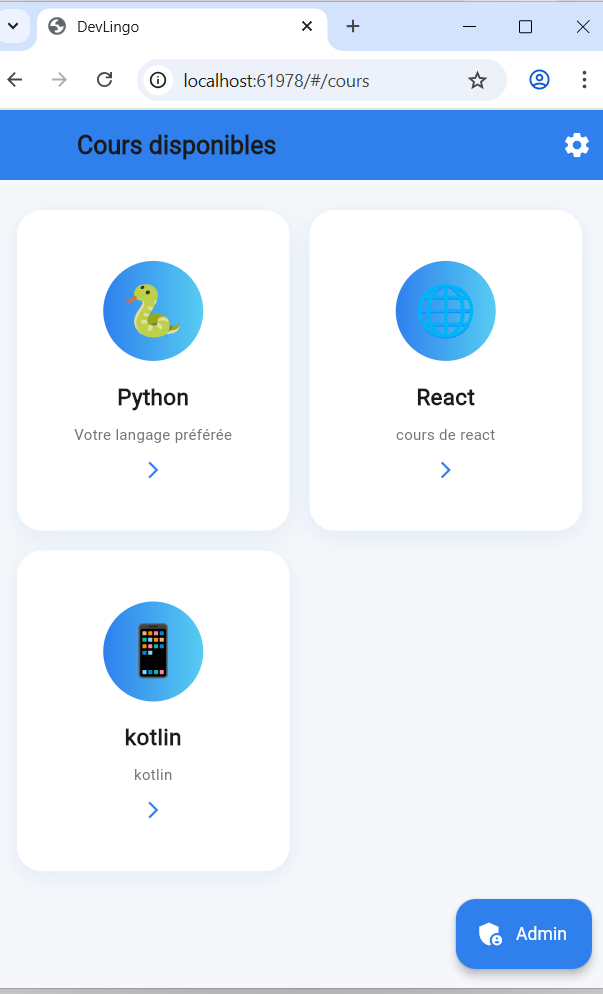 DevLingo
localhost:61978/#/cours
Cours disponibles
Python
Votre langage préférée
React
cours de react
kotlin
kotlin
Admin